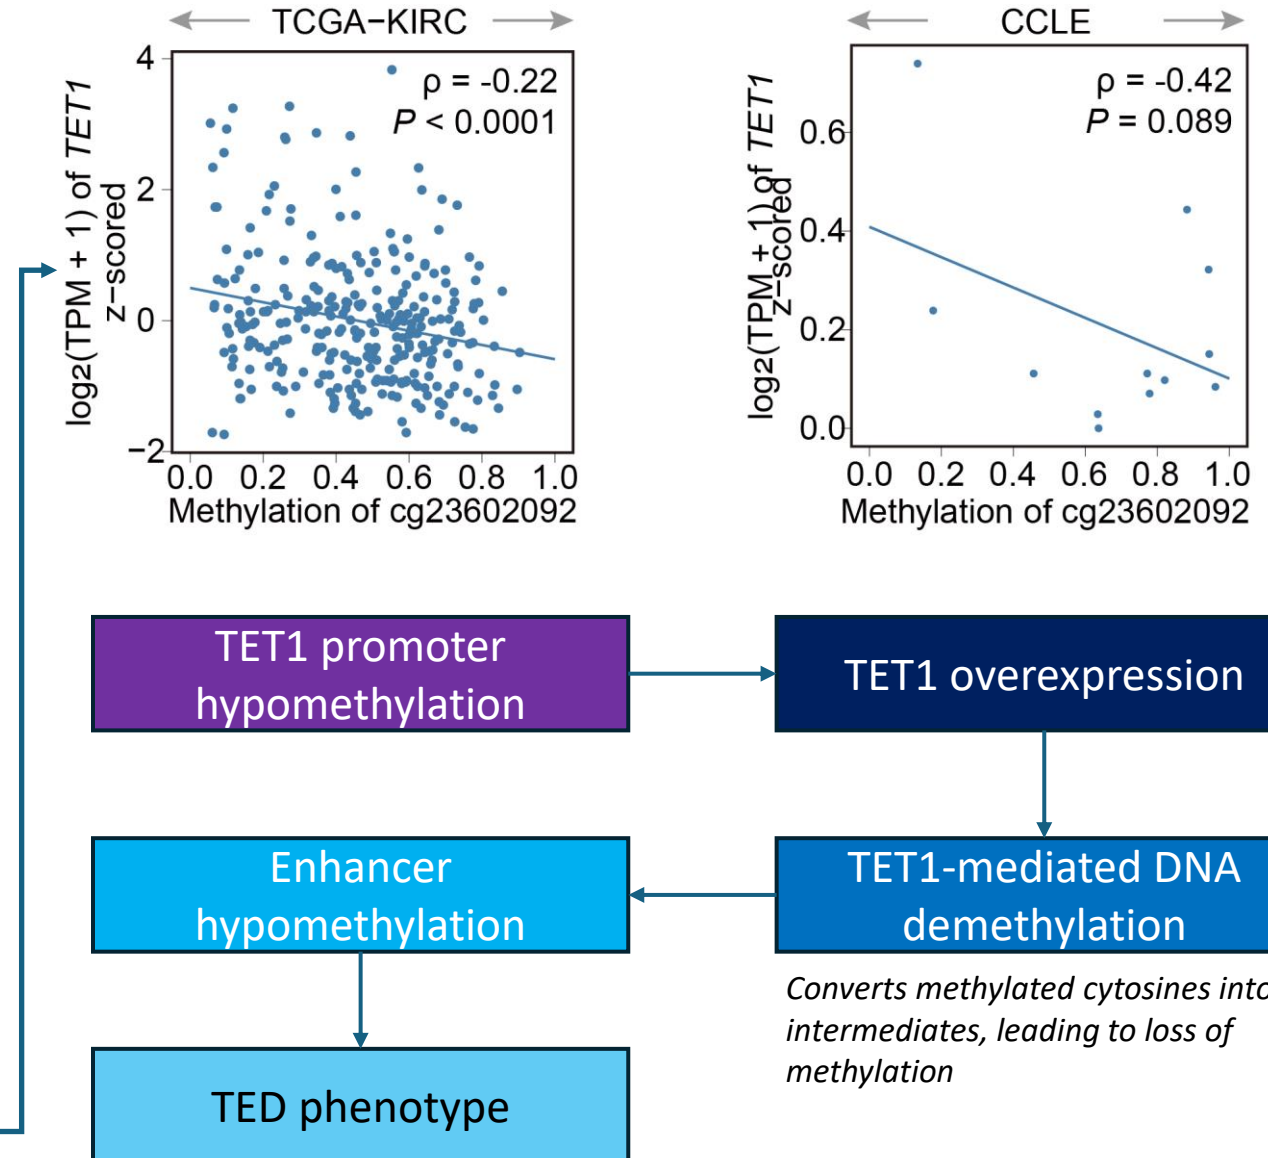 TCGA−KIRC
ρ = -0.22
P < 0.0001
log2(TPM + 1) of TET1
z−scored
4
2
0
−2
0.0 0.2 0.4 0.6 0.8 1.0
Methylation of cg23602092
CCLE
ρ = -0.42
P = 0.089
log2(TPM + 1) of TET1
z−scored
0.6
0.4
0.2
0.0
0.0 0.2 0.4 0.6 0.8 1.0
Methylation of cg23602092
TET1 promoter
hypomethylation
TET1 overexpression
Enhancer
hypomethylation
TET1-mediated DNA
demethylation
Converts methylated cytosines into
intermediates, leading to loss of
methylation
TED phenotype